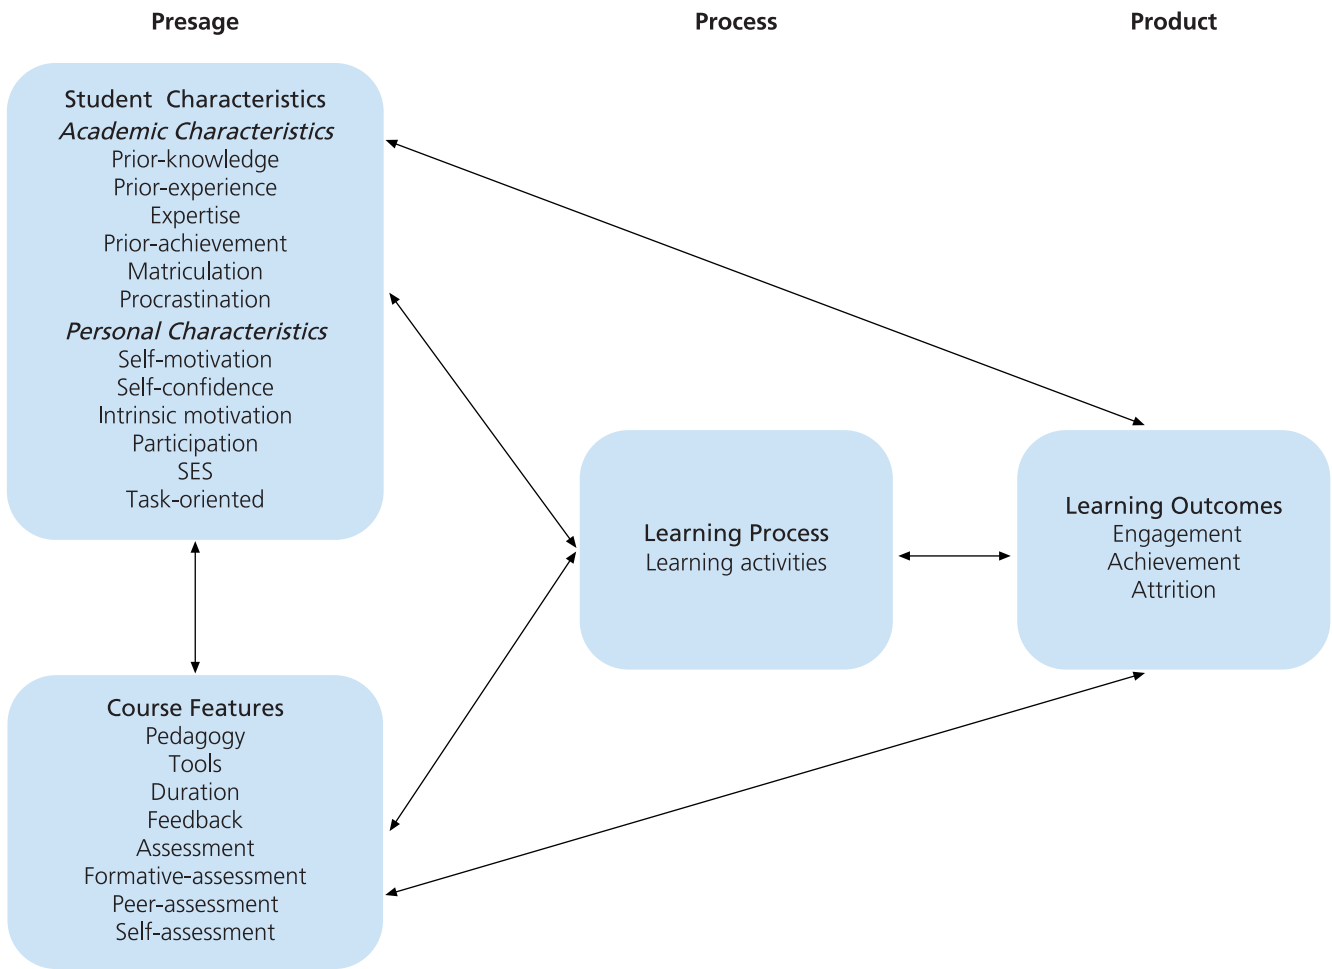 Presage
Process
Product
Student Characteristics
Academic Characteristics
Prior-knowledge
Prior-experience
Expertise
Prior-achievement
Matriculation
Procrastination
Personal Characteristics
Self-motivation
Self-confidence
Intrinsic motivation
Participation
SES
Task-oriented
Course Features
Pedagogy
Tools
Duration
Feedback
Assessment
Formative-assessment
Peer-assessment
Self-assessment
Learning Process
Learning activities
Learning Outcomes
Engagement
Achievement
Attrition